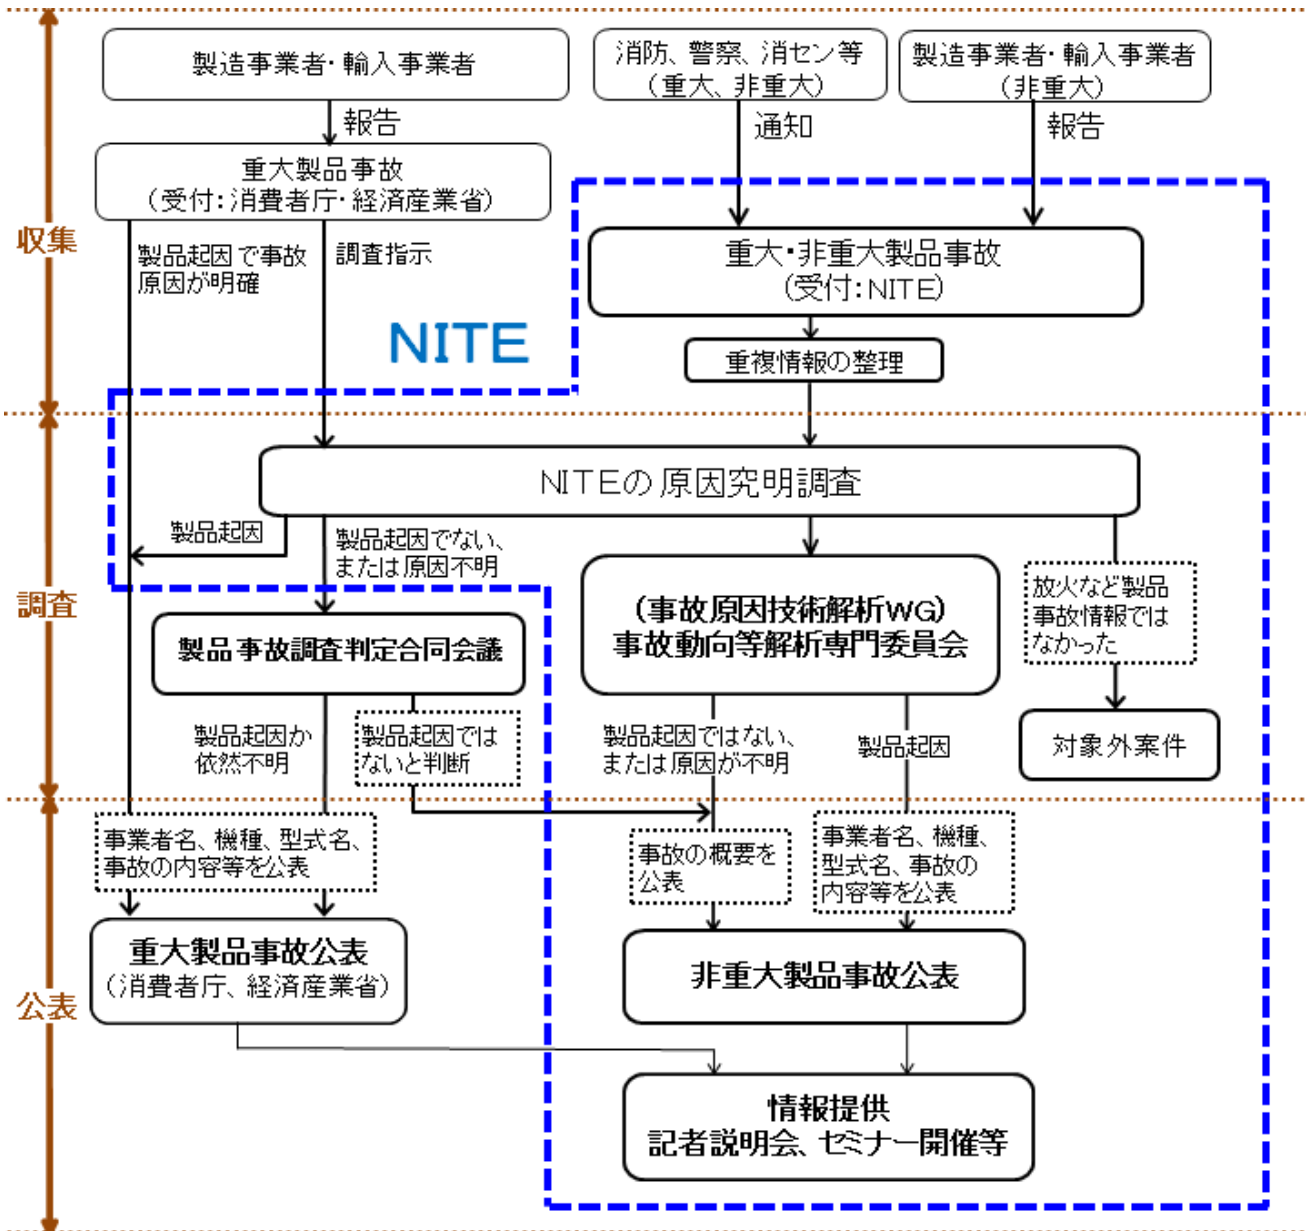 製造事業者・輸入事業者
消防、警察、消セン等
(重大、非重大)
製造事業者・輸入事業者
(非重大)
報告
通知
報告
重大製品事故
(受付:消費者庁・経済産業省)
収集
製品起因で事故
原因が明確
調査指示
重大・非重大製品事故
(受付:NITE)
NITE
重複情報の整理
NITEの原因究明調査
製品起因
製品起因でない、
または原因不明
調査
製品事故調査判定合同会議
(事故原因技術解析WG)
事故動向等解析専門委員会
放火など製品
事故情報では
なかった
対象外案件
製品起因か
依然不明
製品起因では
ないと判断
製品起因ではない、
または原因が不明
製品起因
事業者名、機種、型式名、
事故の内容等を公表
事故の概要を
公表
事業者名、機種、
型式名、事故の
内容等を公表
公表
重大製品事故公表
(消費者庁、経済産業省)
非重大製品事故公表
情報提供
記者説明会、セミナー開催等